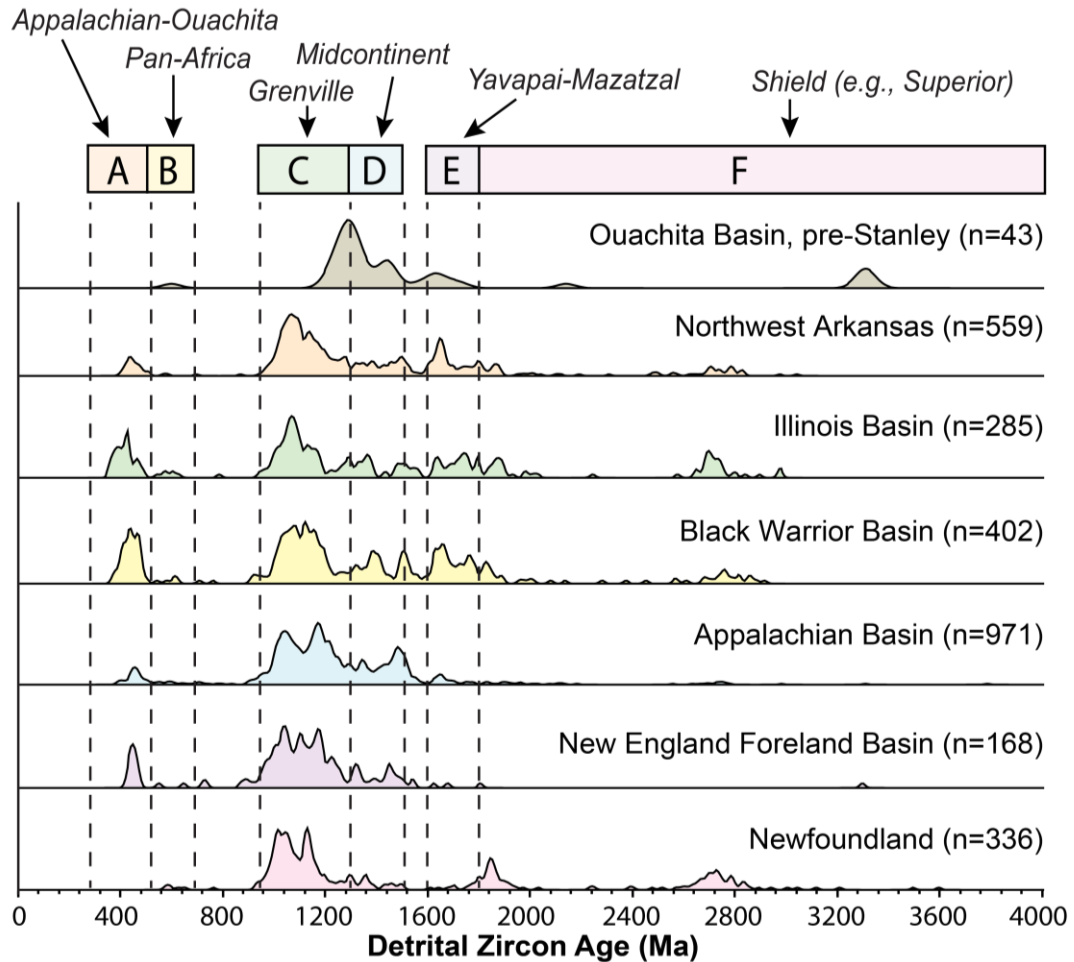 Appalachian-Ouachita
Pan-Africa
Midcontinent
Grenville
Yavapai-Mazatzal
Shield (e.g., Superior)
A B C D E F
Ouachita Basin, pre-Stanley (n=43)
Northwest Arkansas (n=559)
Illinois Basin (n=285)
Black Warrior Basin (n=402)
Appalachian Basin (n=971)
New England Foreland Basin (n=168)
Newfoundland (n=336)
0 400 800 1200 1600 2000 2400 2800 3200 3600 4000
Detrital Zircon Age (Ma)